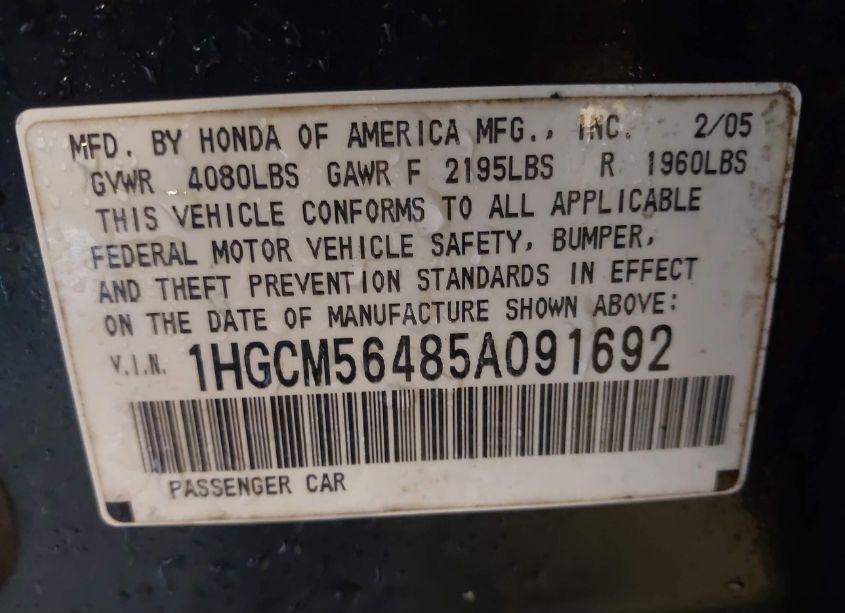 MFD. BY HONDA OF AMERICA MFG., INC. 2/05
GVWR 4080LBS GAWR F 2195LBS R 1960LBS
THIS VEHICLE CONFORMS TO ALL APPLICABLE
FEDERAL MOTOR VEHICLE SAFETY, BUMPER,
AND THEFT PREVENTION STANDARDS IN EFFECT
ON THE DATE OF MANUFACTURE SHOWN ABOVE:
V.I.N. 1HGCM56485A091692
PASSENGER CAR